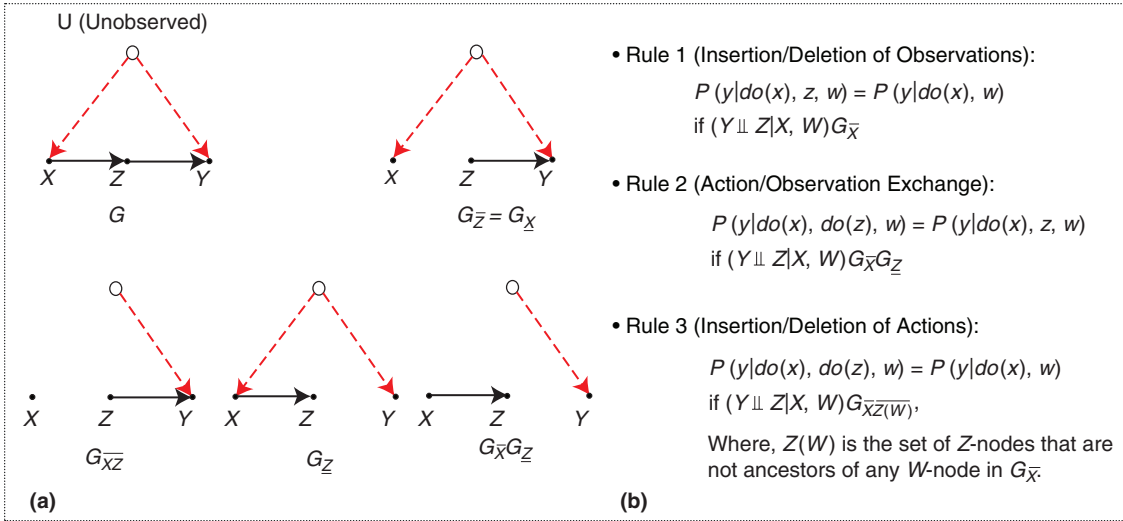 U (Unobserved)
X Z Y
G
X Z Y
G_Z̅ = G_X̲
X Z Y
G_X̅Z̅
X Z Y
G_Z̲
X Z Y
G_X̅G_Z̲
(a)
• Rule 1 (Insertion/Deletion of Observations):
P (y|do(x), z, w) = P (y|do(x), w)
if (Y ⫫ Z|X, W)G_X̅
• Rule 2 (Action/Observation Exchange):
P (y|do(x), do(z), w) = P (y|do(x), z, w)
if (Y ⫫ Z|X, W)G_X̅G_Z̲
• Rule 3 (Insertion/Deletion of Actions):
P (y|do(x), do(z), w) = P (y|do(x), w)
if (Y ⫫ Z|X, W)G_X̅Z̅(̅W̅)̅,
Where, Z(W) is the set of Z-nodes that are
not ancestors of any W-node in G_X̅.
(b)